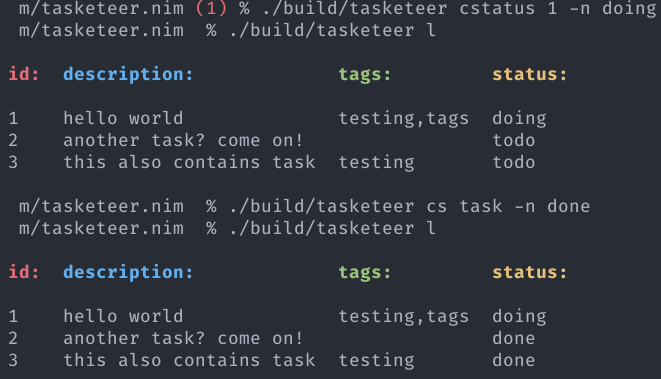 m/tasketeer.nim (1) % ./build/tasketeer cstatus 1 -n doing
m/tasketeer.nim % ./build/tasketeer l
id: description: tags: status:
1 hello world testing,tags doing
2 another task? come on! todo
3 this also contains task testing todo
m/tasketeer.nim % ./build/tasketeer cs task -n done
m/tasketeer.nim % ./build/tasketeer l
id: description: tags: status:
1 hello world testing,tags doing
2 another task? come on! done
3 this also contains task testing done